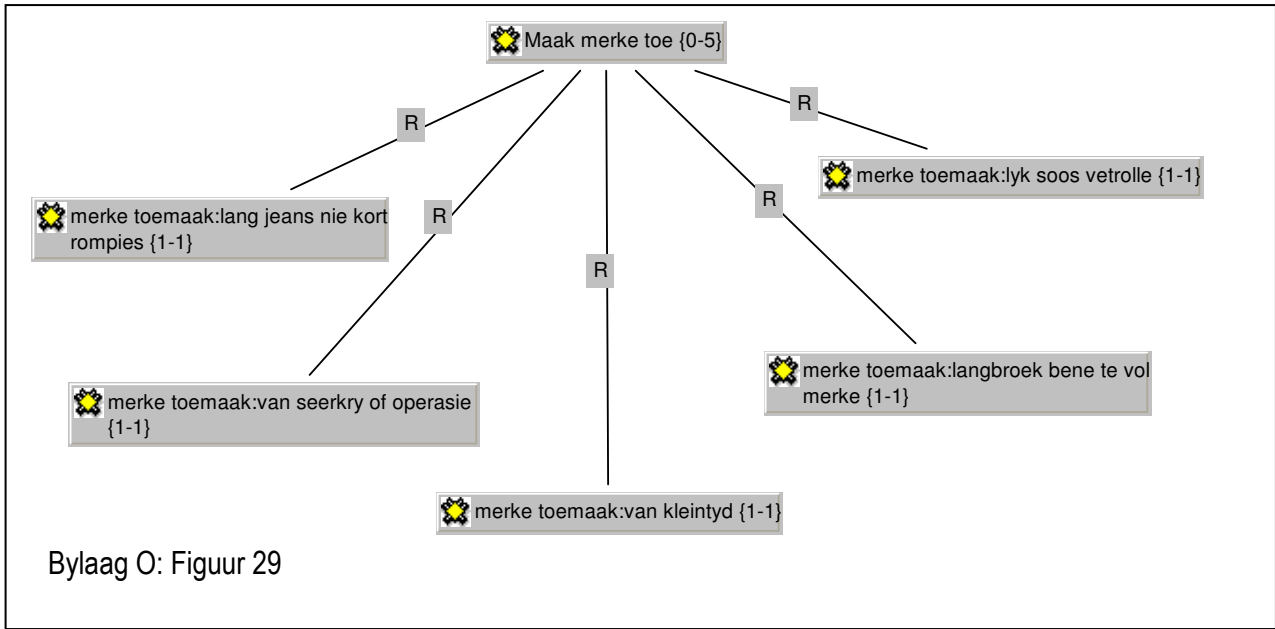 Maak merke toe {0-5}
R
R
R
R
R
merke toemaak:lyk soos vetrolle {1-1}
merke toemaak:lang jeans nie kort
rompies {1-1}
merke toemaak:langbroek bene te vol
merke {1-1}
merke toemaak:van seerkry of operasie
{1-1}
merke toemaak:van kleintyd {1-1}
Bylaag O: Figuur 29